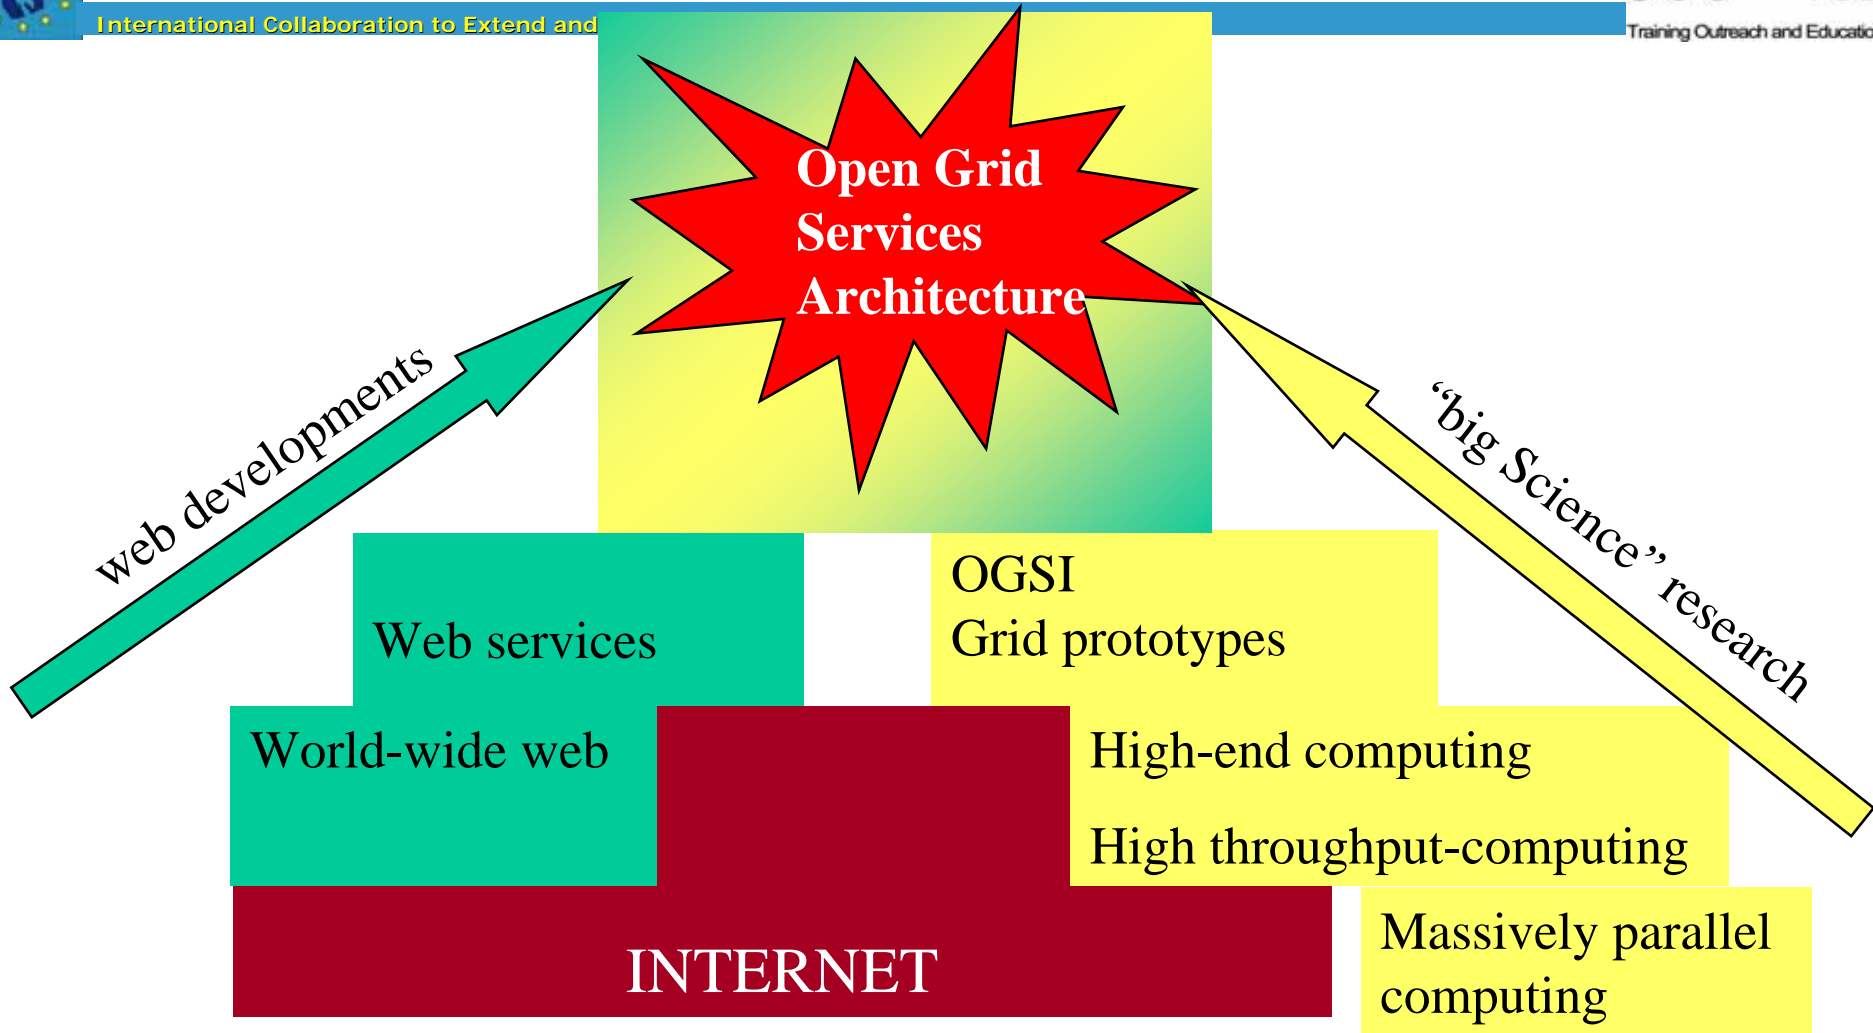 International Collaboration to Extend and
Training Outreach and Educatio
Open Grid
Services
Architecture
web developments
“big Science” research
OGSI
Grid prototypes
Web services
World-wide web
High-end computing
High throughput-computing
Massively parallel
computing
INTERNET